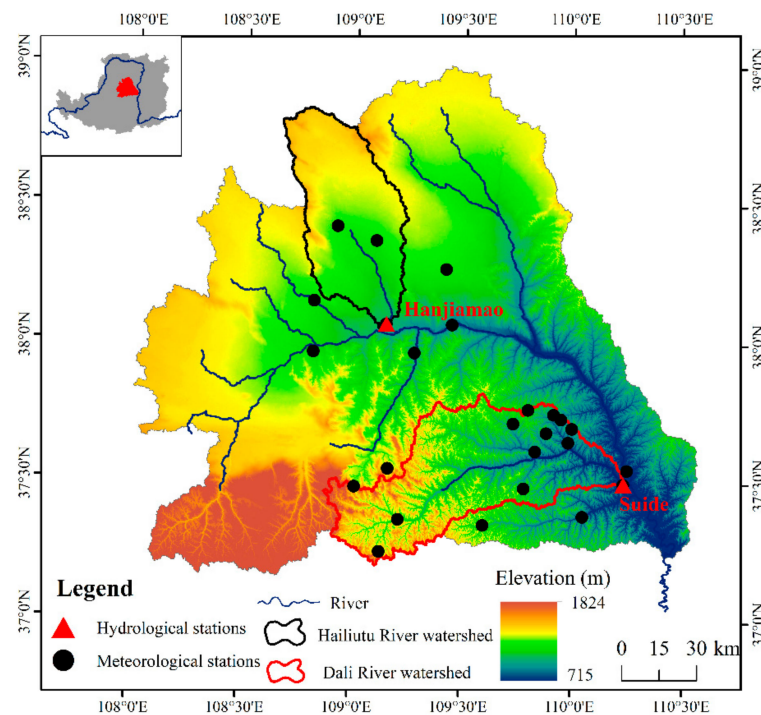 108°0'E 108°30'E 109°0'E 109°30'E 110°0'E 110°30'E
39°0'N
39°0'N
38°30'N
38°30'N
Hanjiamao
38°0'N
38°0'N
37°30'N
37°30'N
Suide
37°0'N
37°0'N
Legend
Hydrological stations
Meteorological stations
River
Hailiutu River watershed
Dali River watershed
Elevation (m)
1824
715
0 15 30 km
108°0'E 108°30'E 109°0'E 109°30'E 110°0'E 110°30'E